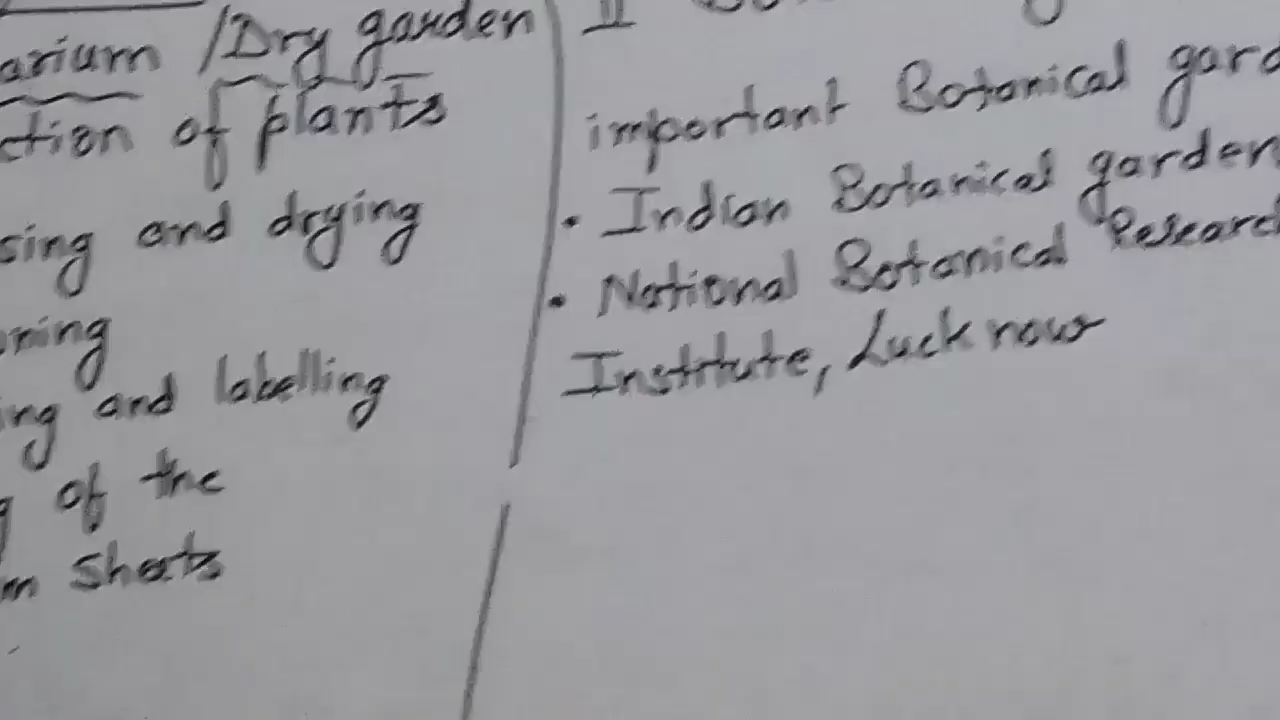 arium / Dry garden
ction of plants
sing and drying
ning
ing and labelling
g of the
m Sheets
II
important Botanical gard
• Indian Botanical garden
• National Botanical Research
Institute, Lucknow